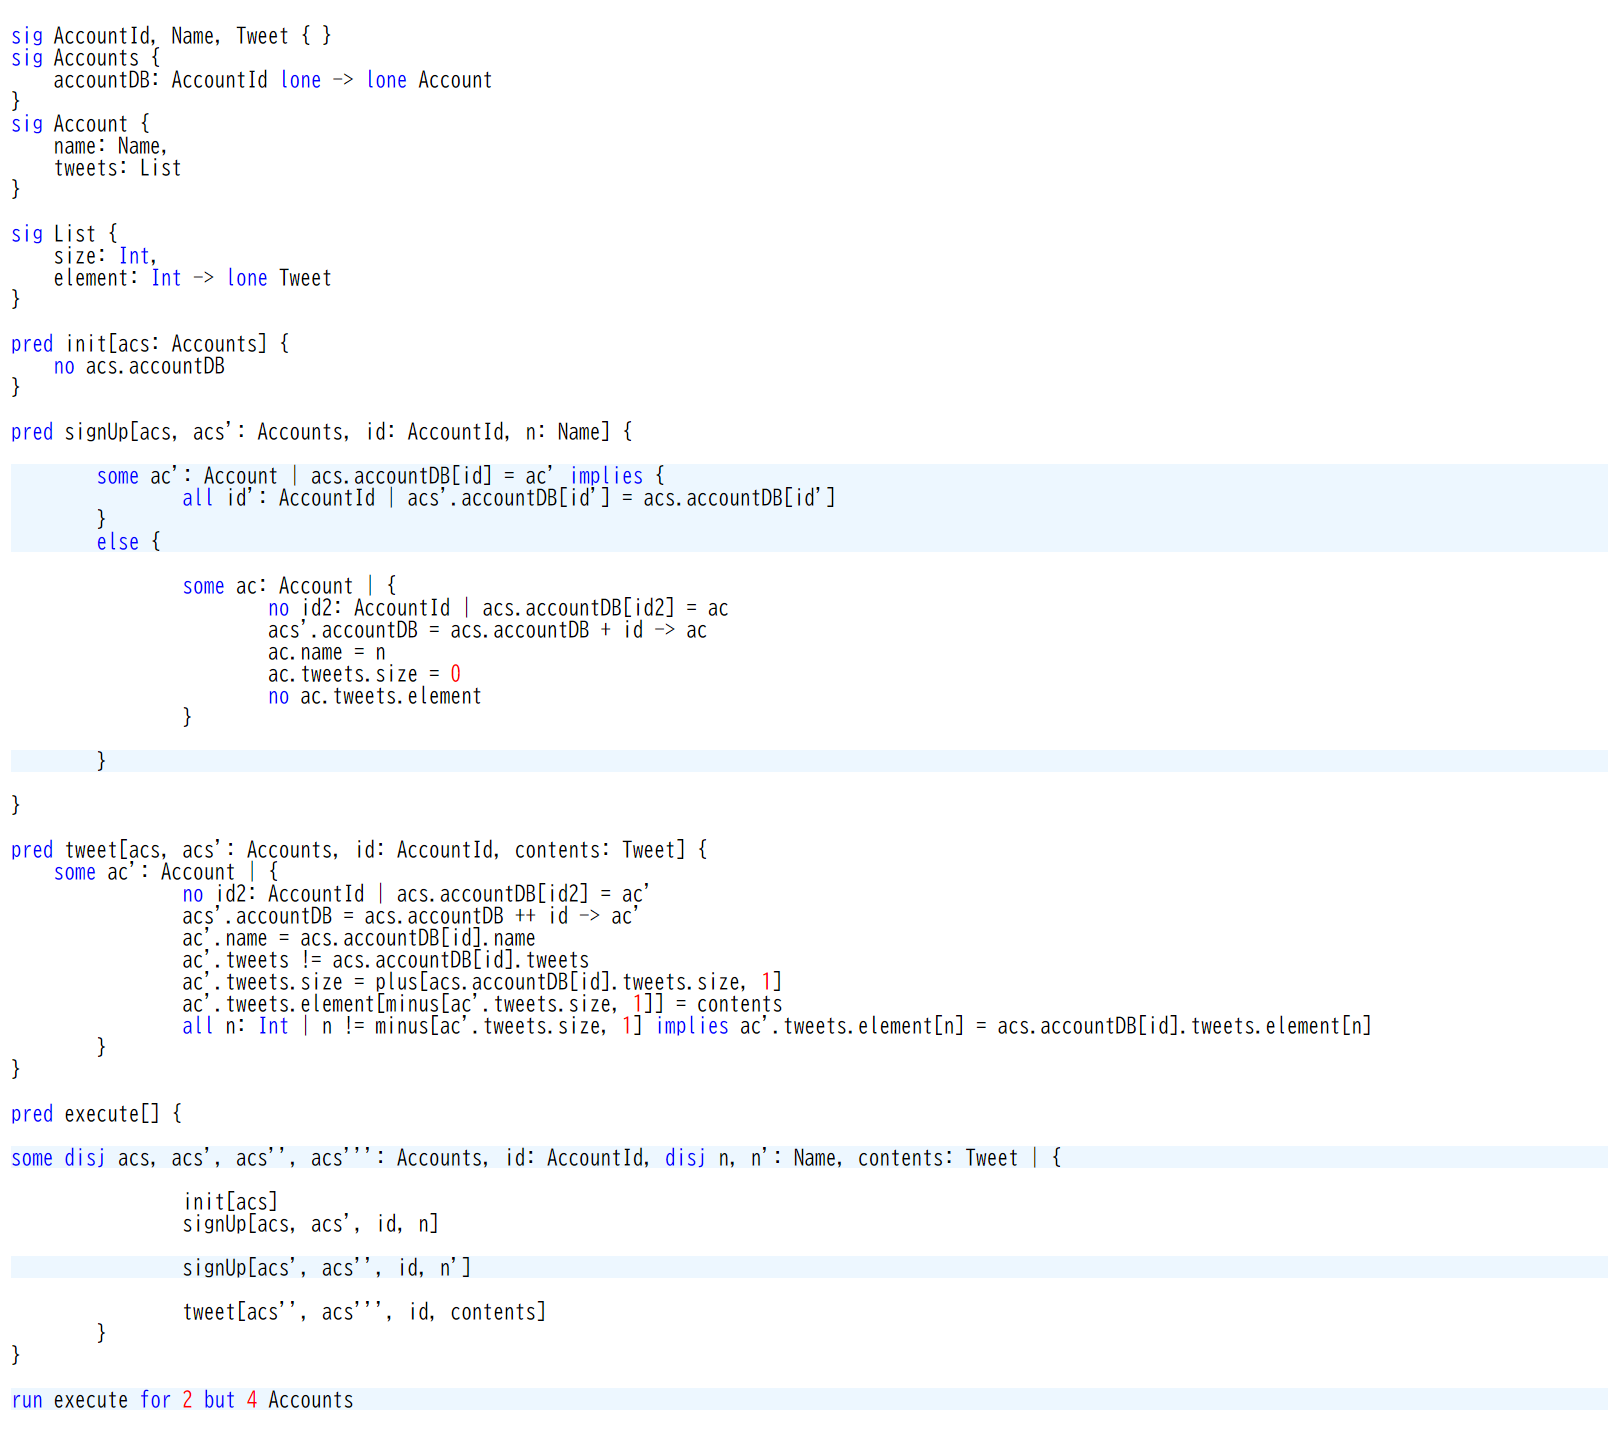 sig AccountId, Name, Tweet { }
sig Accounts {
    accountDB: AccountId lone -> lone Account
}
sig Account {
    name: Name,
    tweets: List
}
sig List {
    size: Int,
    element: Int -> lone Tweet
}
pred init[acs: Accounts] {
    no acs.accountDB
}
pred signUp[acs, acs': Accounts, id: AccountId, n: Name] {
        some ac': Account | acs.accountDB[id] = ac' implies {
                all id': AccountId | acs'.accountDB[id'] = acs.accountDB[id']
        }
        else {
                some ac: Account | {
                        no id2: AccountId | acs.accountDB[id2] = ac
                        acs'.accountDB = acs.accountDB + id -> ac
                        ac.name = n
                        ac.tweets.size = 0
                        no ac.tweets.element
                }
        }
}
pred tweet[acs, acs': Accounts, id: AccountId, contents: Tweet] {
    some ac': Account | {
                no id2: AccountId | acs.accountDB[id2] = ac'
                acs'.accountDB = acs.accountDB ++ id -> ac'
                ac'.name = acs.accountDB[id].name
                ac'.tweets != acs.accountDB[id].tweets
                ac'.tweets.size = plus[acs.accountDB[id].tweets.size, 1]
                ac'.tweets.element[minus[ac'.tweets.size, 1]] = contents
                all n: Int | n != minus[ac'.tweets.size, 1] implies ac'.tweets.element[n] = acs.accountDB[id].tweets.element[n]
        }
}
pred execute[] {
some disj acs, acs', acs'', acs''': Accounts, id: AccountId, disj n, n': Name, contents: Tweet | {
                init[acs]
                signUp[acs, acs', id, n]
                signUp[acs', acs'', id, n']
                tweet[acs'', acs''', id, contents]
        }
}
run execute for 2 but 4 Accounts